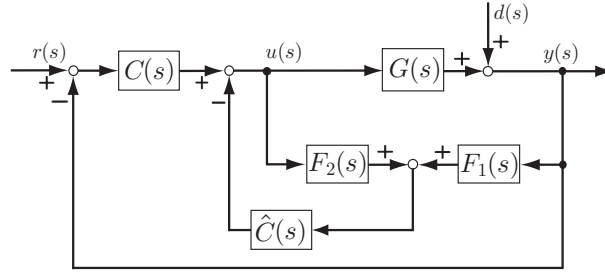 d(s)
r(s) + − C(s) + − u(s) G(s) + + y(s)
F₂(s) + + F₁(s)
Ĉ(s)